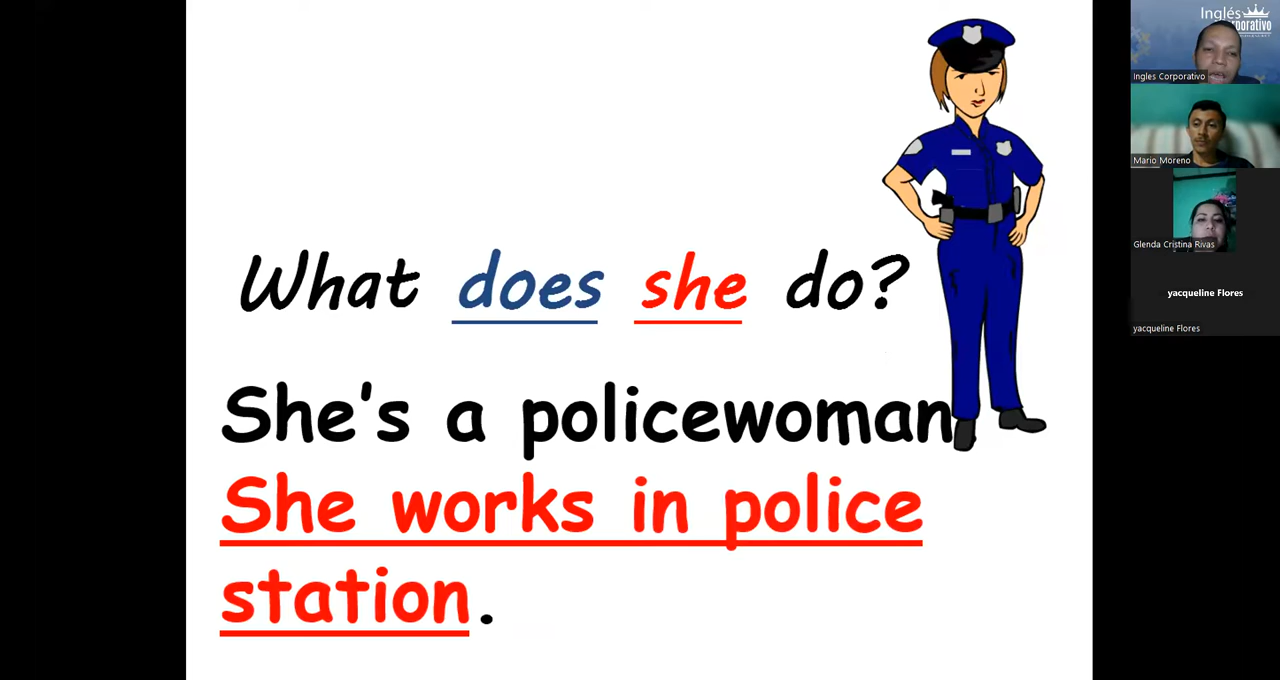 What does she do?
She's a policewoman.
She works in police
station.
Inglés
Corporativo
Ingles Corporativo
Mario Moreno
Glenda Cristina Rivas
yacqueline Flores
yacqueline Flores